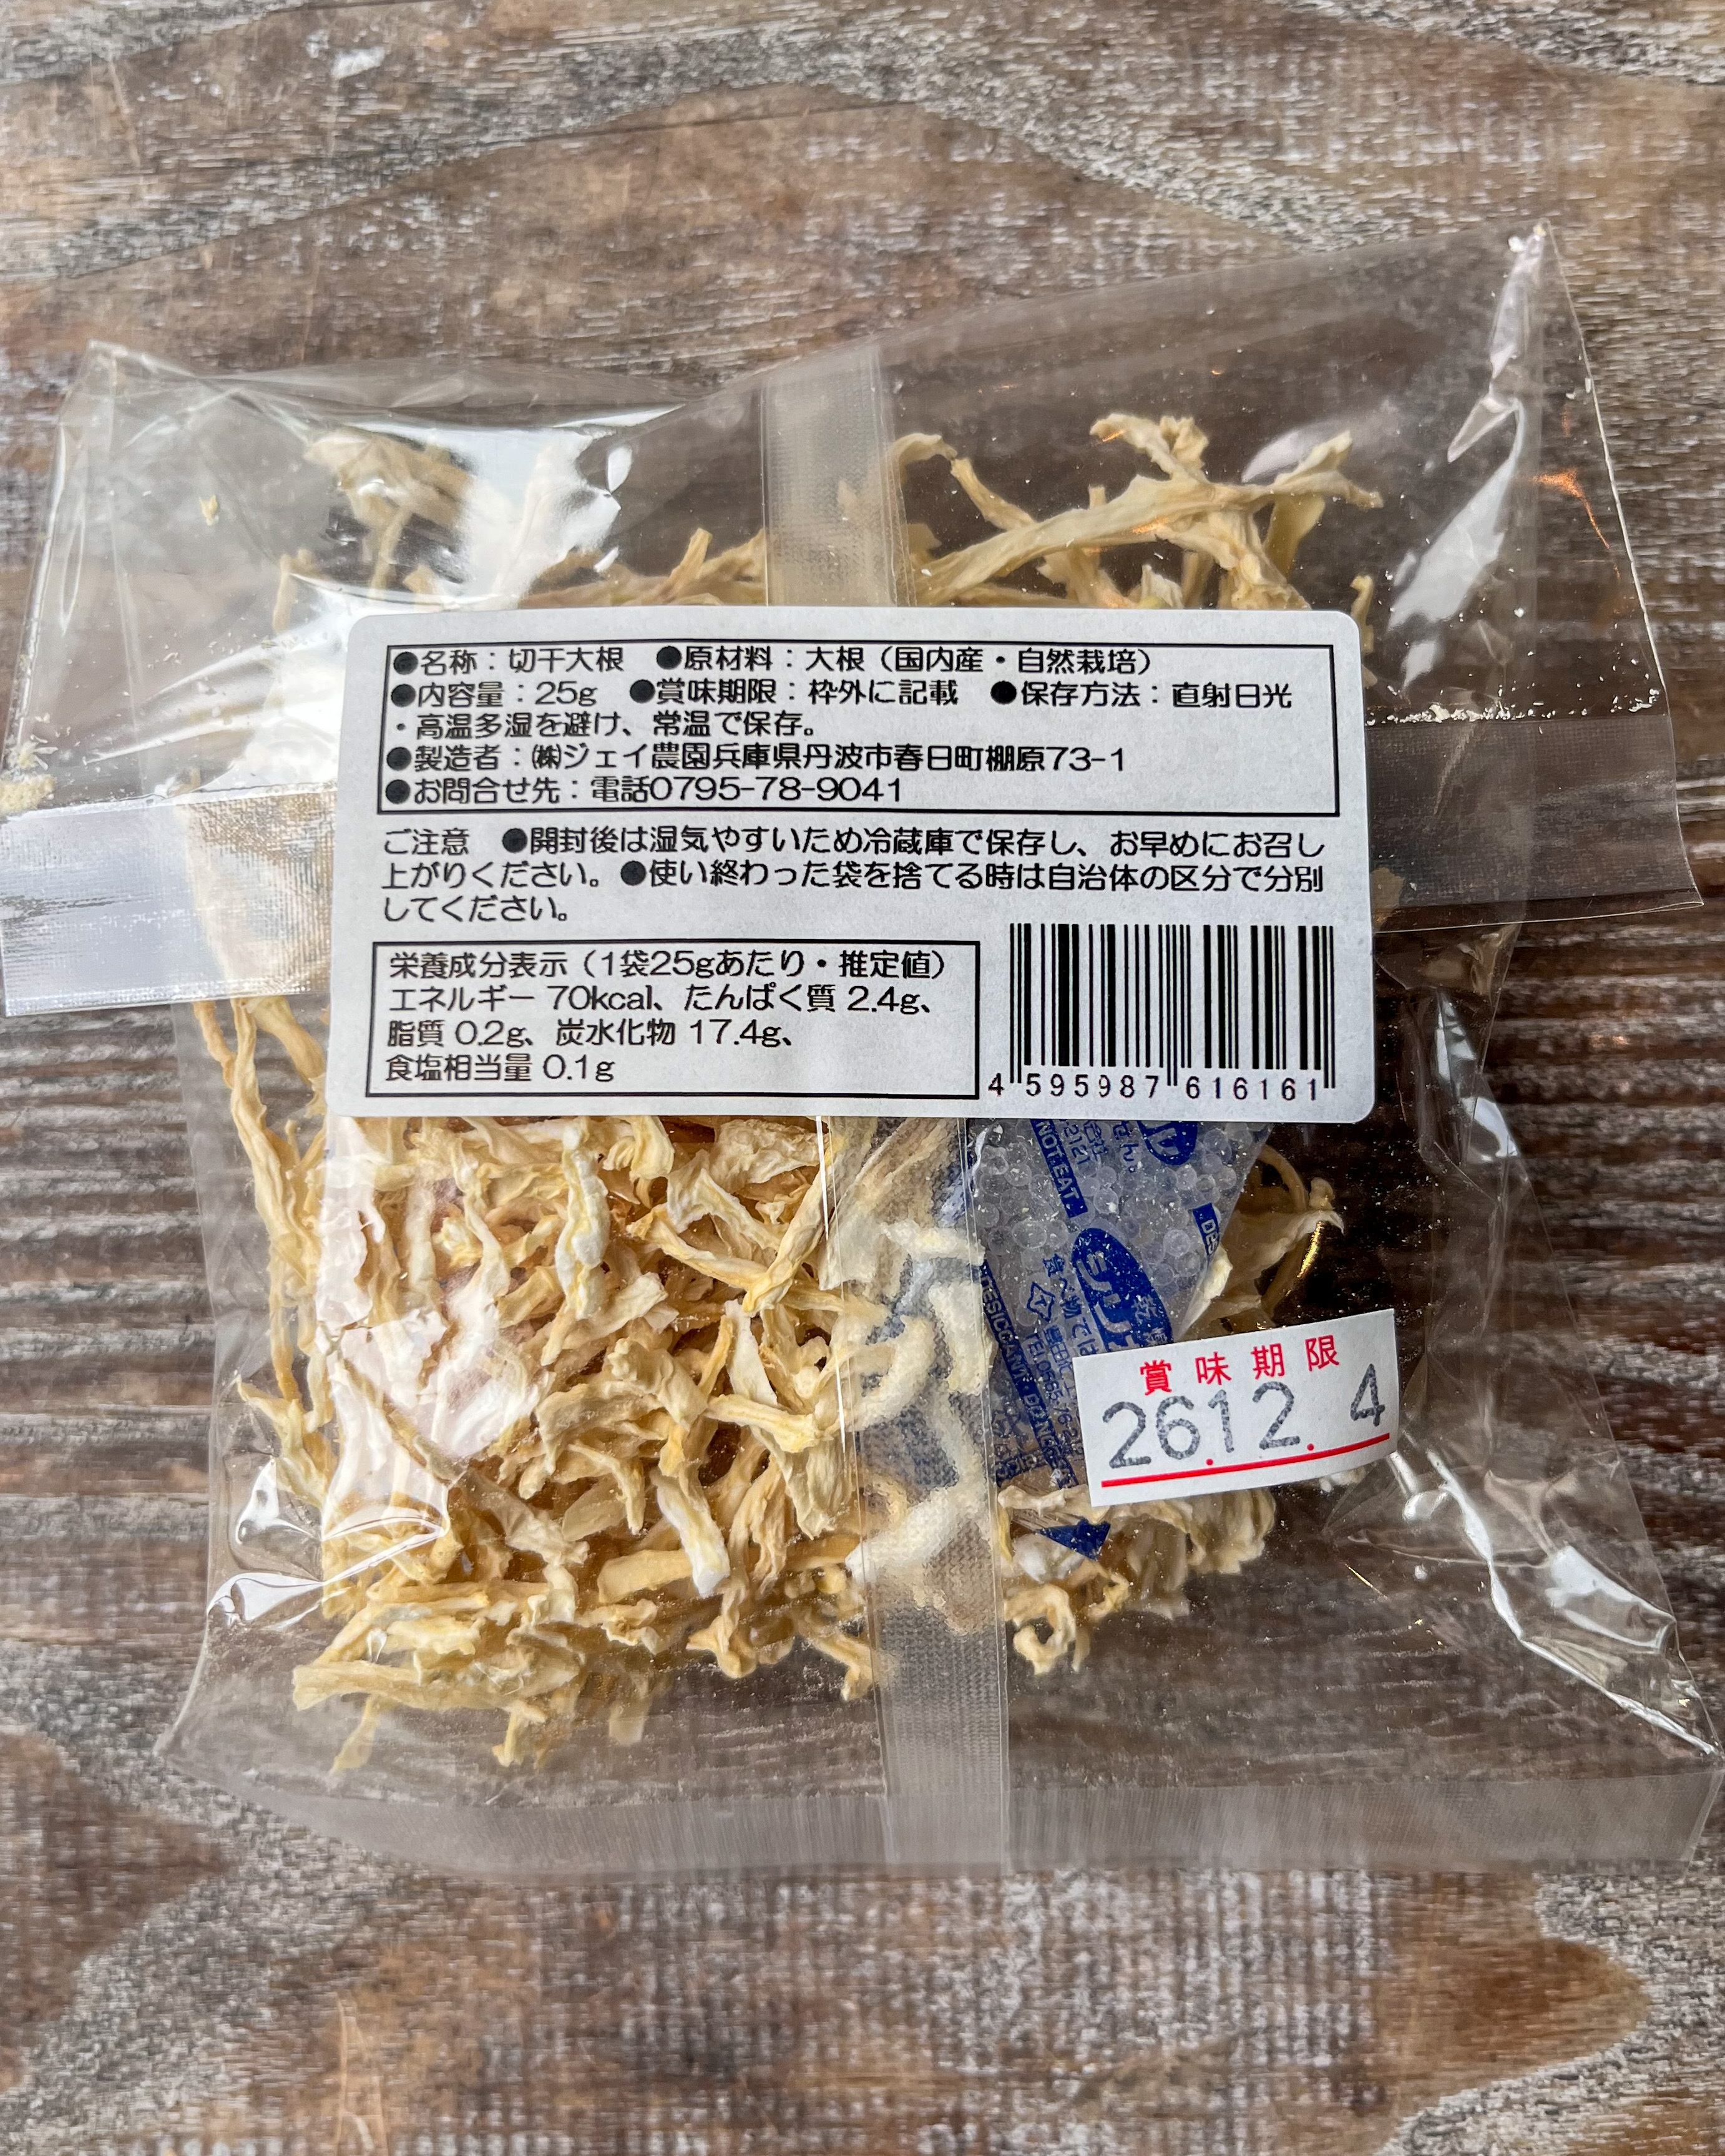 ●名称：切干大根　●原材料：大根（国内産・自然栽培）
●内容量：25g　●賞味期限：枠外に記載　●保存方法：直射日光
・高温多湿を避け、常温で保存。
●製造者：㈱ジェイ農園兵庫県丹波市春日町棚原73-1
●お問合せ先：電話0795-78-9041
ご注意　●開封後は湿気やすいため冷蔵庫で保存し、お早めにお召し
上がりください。●使い終わった袋を捨てる時は自治体の区分で分別
してください。
栄養成分表示（1袋25gあたり・推定値）
エネルギー 70kcal、たんぱく質 2.4g、
脂質 0.2g、炭水化物 17.4g、
食塩相当量 0.1g
4 595987 616161
NOT EAT
DESICCANT
賞味期限
26.12. 4